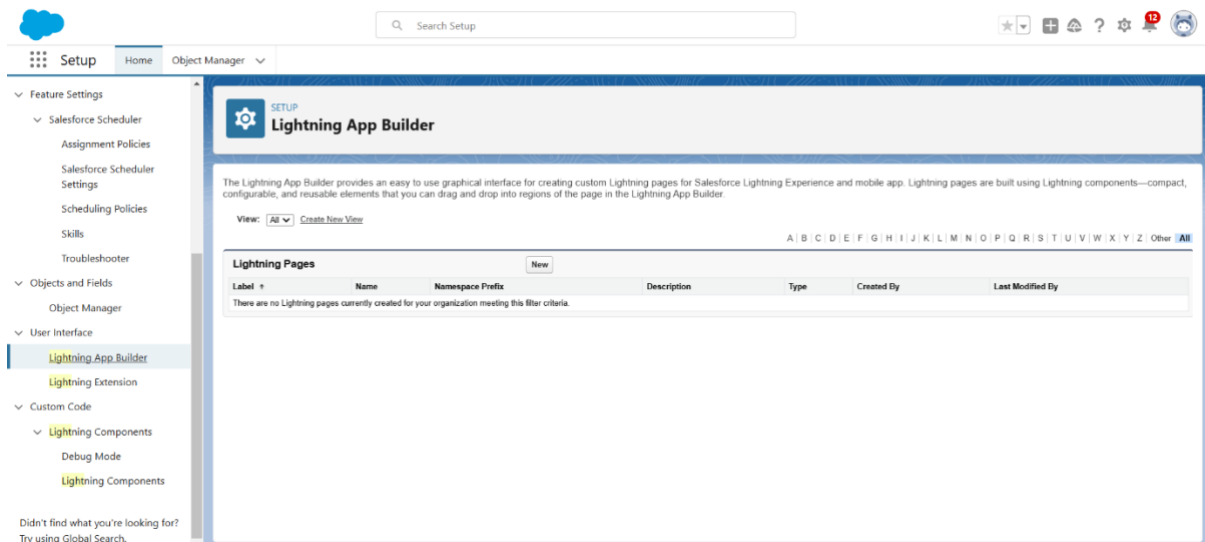 Search Setup
12
Setup
Home
Object Manager
Feature Settings
Salesforce Scheduler
Assignment Policies
Salesforce Scheduler
Settings
Scheduling Policies
Skills
Troubleshooter
Objects and Fields
Object Manager
User Interface
Lightning App Builder
Lightning Extension
Custom Code
Lightning Components
Debug Mode
Lightning Components
Didn't find what you're looking for?
Try using Global Search.
SETUP
Lightning App Builder
The Lightning App Builder provides an easy to use graphical interface for creating custom Lightning pages for Salesforce Lightning Experience and mobile app. Lightning pages are built using Lightning components—compact,
configurable, and reusable elements that you can drag and drop into regions of the page in the Lightning App Builder.
View: All Create New View
A | B | C | D | E | F | G | H | I | J | K | L | M | N | O | P | Q | R | S | T | U | V | W | X | Y | Z | Other All
Lightning Pages New
Label ↑ Name Namespace Prefix Description Type Created By Last Modified By
There are no Lightning pages currently created for your organization meeting this filter criteria.